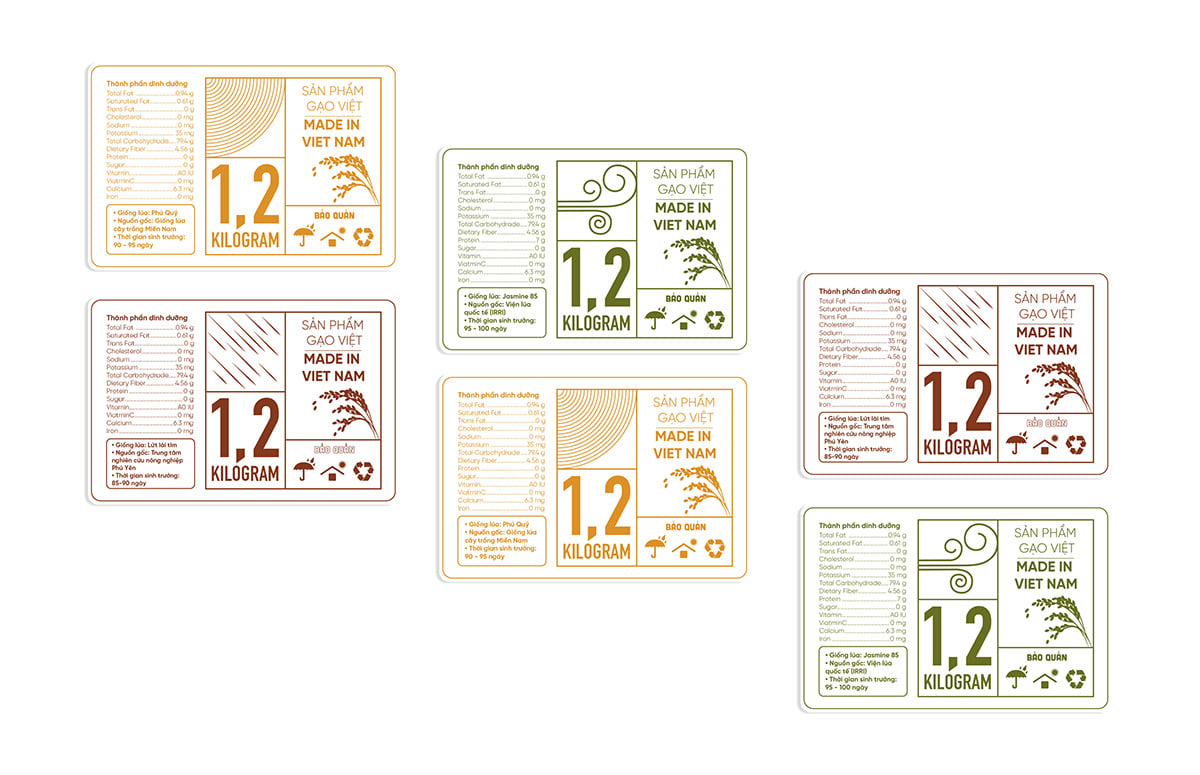 Thành phần dinh dưỡng
Total Fat ........................0.94 g
Saturated Fat................0.61 g
Trans Fat............................0 g
Cholesterol....................0 mg
Sodium...........................0 mg
Potassium..................... 35 mg
Total Carbohydrade....79.4 g
Dietary Fiber.................4.56 g
Protein................................0 g
Sugar..................................0 g
Vitamin..........................A0 IU
ViatminC........................0 mg
Calcium........................6.3 mg
Iron..................................0 mg
• Giống lúa: Phú Quý
• Nguồn gốc: Giống lúa
cây trồng Miền Nam
• Thời gian sinh trưởng:
90 - 95 ngày
1,2
KILOGRAM
SẢN PHẨM
GẠO VIỆT
MADE IN
VIET NAM
BẢO QUẢN
Thành phần dinh dưỡng
Total Fat ........................0.94 g
Saturated Fat................0.61 g
Trans Fat............................0 g
Cholesterol....................0 mg
Sodium...........................0 mg
Potassium..................... 35 mg
Total Carbohydrade....79.4 g
Dietary Fiber.................4.56 g
Protein................................0 g
Sugar..................................0 g
Vitamin..........................A0 IU
ViatminC........................0 mg
Calcium........................6.3 mg
Iron..................................0 mg
• Giống lúa: Lứt lài tím
• Nguồn gốc: Trung tâm
nghiên cứu nông nghiệp
Phú Yên
• Thời gian sinh trưởng:
85-90 ngày
1,2
KILOGRAM
SẢN PHẨM
GẠO VIỆT
MADE IN
VIET NAM
BẢO QUẢN
Thành phần dinh dưỡng
Total Fat ........................0.94 g
Saturated Fat................0.61 g
Trans Fat............................0 g
Cholesterol....................0 mg
Sodium...........................0 mg
Potassium..................... 35 mg
Total Carbohydrade....79.4 g
Dietary Fiber................. 4.56 g
Protein................................7 g
Sugar..................................0 g
Vitamin..........................A0 IU
ViatminC........................0 mg
Calcium........................6.3 mg
Iron..................................0 mg
• Giống lúa: Jasmine 85
• Nguồn gốc: Viện lúa
quốc tế (IRRI)
• Thời gian sinh trưởng:
95 - 100 ngày
1,2
KILOGRAM
SẢN PHẨM
GẠO VIỆT
MADE IN
VIET NAM
BẢO QUẢN
Thành phần dinh dưỡng
Total Fat ........................0.94 g
Saturated Fat................0.61 g
Trans Fat............................0 g
Cholesterol....................0 mg
Sodium...........................0 mg
Potassium..................... 35 mg
Total Carbohydrade....79.4 g
Dietary Fiber.................4.56 g
Protein................................0 g
Sugar..................................0 g
Vitamin..........................A0 IU
ViatminC........................0 mg
Calcium........................6.3 mg
Iron..................................0 mg
• Giống lúa: Phú Quý
• Nguồn gốc: Giống lúa
cây trồng Miền Nam
• Thời gian sinh trưởng:
90 - 95 ngày
1,2
KILOGRAM
SẢN PHẨM
GẠO VIỆT
MADE IN
VIET NAM
BẢO QUẢN
Thành phần dinh dưỡng
Total Fat ........................0.94 g
Saturated Fat................0.61 g
Trans Fat............................0 g
Cholesterol....................0 mg
Sodium...........................0 mg
Potassium..................... 35 mg
Total Carbohydrade....79.4 g
Dietary Fiber.................4.56 g
Protein................................0 g
Sugar..................................0 g
Vitamin..........................A0 IU
ViatminC........................0 mg
Calcium........................6.3 mg
Iron..................................0 mg
• Giống lúa: Lứt lài tím
• Nguồn gốc: Trung tâm
nghiên cứu nông nghiệp
Phú Yên
• Thời gian sinh trưởng:
85-90 ngày
1,2
KILOGRAM
SẢN PHẨM
GẠO VIỆT
MADE IN
VIET NAM
BẢO QUẢN
Thành phần dinh dưỡng
Total Fat ........................0.94 g
Saturated Fat................0.61 g
Trans Fat............................0 g
Cholesterol....................0 mg
Sodium...........................0 mg
Potassium..................... 35 mg
Total Carbohydrade....79.4 g
Dietary Fiber................. 4.56 g
Protein................................7 g
Sugar..................................0 g
Vitamin..........................A0 IU
ViatminC........................0 mg
Calcium........................6.3 mg
Iron..................................0 mg
• Giống lúa: Jasmine 85
• Nguồn gốc: Viện lúa
quốc tế (IRRI)
• Thời gian sinh trưởng:
95 - 100 ngày
1,2
KILOGRAM
SẢN PHẨM
GẠO VIỆT
MADE IN
VIET NAM
BẢO QUẢN